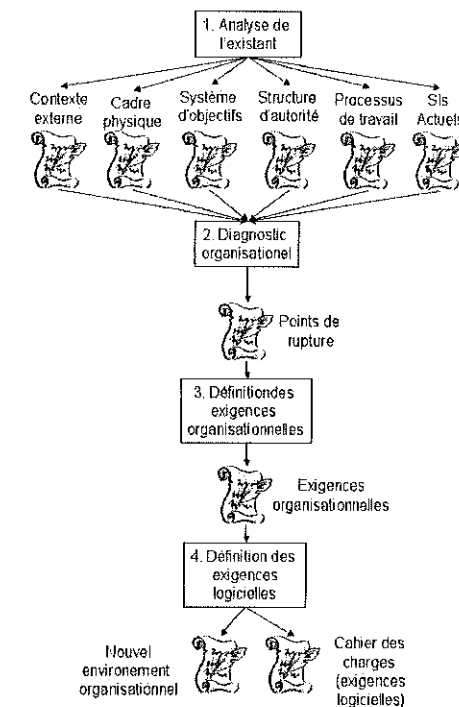 1. Analyse de
l'existant
Contexte
externe
Cadre
physique
Système
d'objectifs
Structure
d'autorité
Processus
de travail
SIs
Actuels
2. Diagnostic
organisationel
Points de
rupture
3. Définitiondes
exigences
organisationnelles
Exigences
organisationnelles
4. Définition des
exigences
logicielles
Nouvel
environement
organisationnel
Cahier des
charges
(exigences
logicielles)